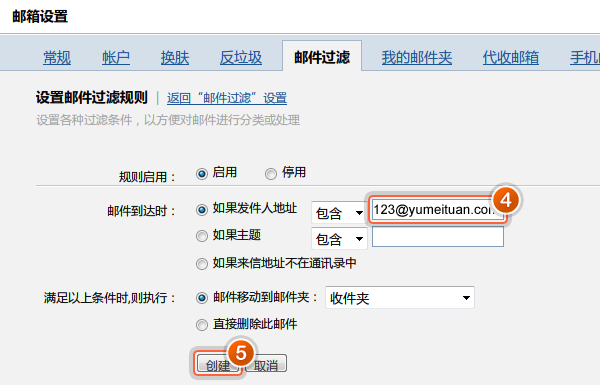 邮箱设置
常规 帐户 换肤 反垃圾 邮件过滤 我的邮件夹 代收邮箱 手机
设置邮件过滤规则 | 返回“邮件过滤”设置
设置各种过滤条件，以方便对邮件进行分类或处理
规则启用： 启用 停用
邮件到达时： 如果发件人地址 包含 123@yumeituan.com 4
如果主题 包含
如果来信地址不在通讯录中
满足以上条件时,则执行： 邮件移动到邮件夹： 收件夹
直接删除此邮件
创建 5 取消